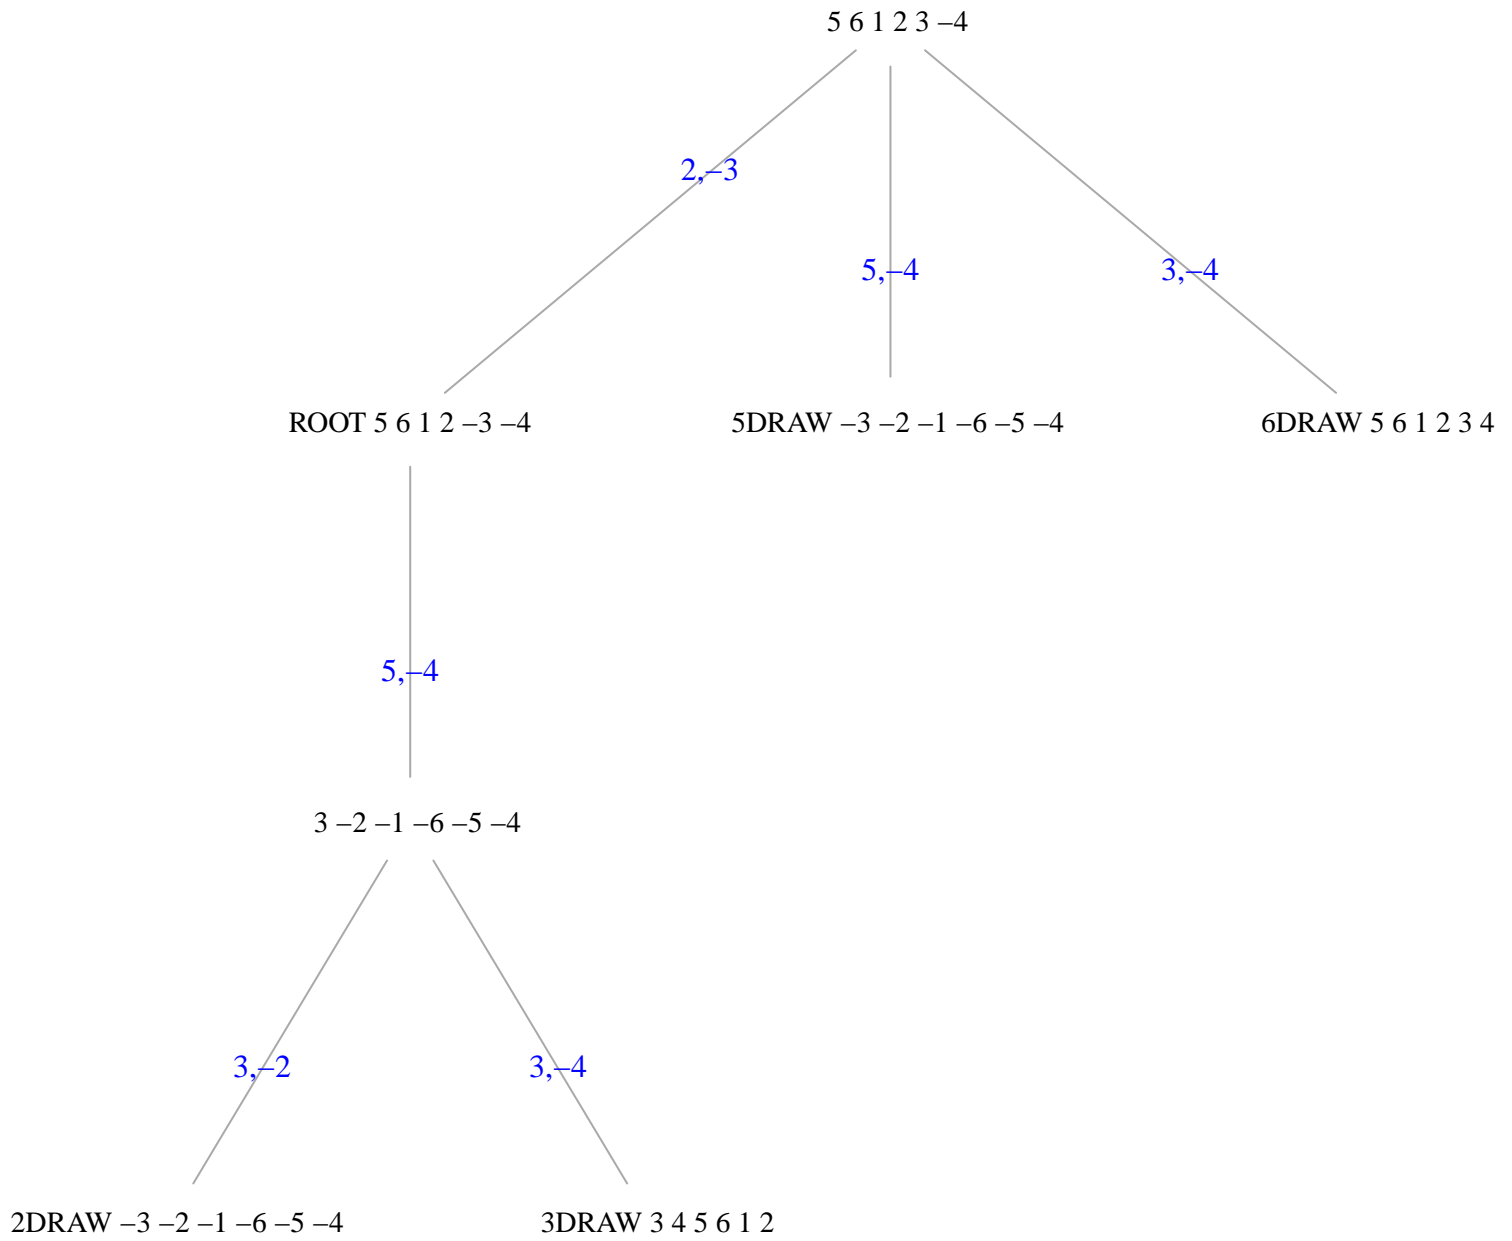 5 6 1 2 3 –4
2,–3
5,–4
3,–4
ROOT 5 6 1 2 –3 –4
5DRAW –3 –2 –1 –6 –5 –4
6DRAW 5 6 1 2 3 4
5,–4
3 –2 –1 –6 –5 –4
3,–2
3,–4
2DRAW –3 –2 –1 –6 –5 –4
3DRAW 3 4 5 6 1 2